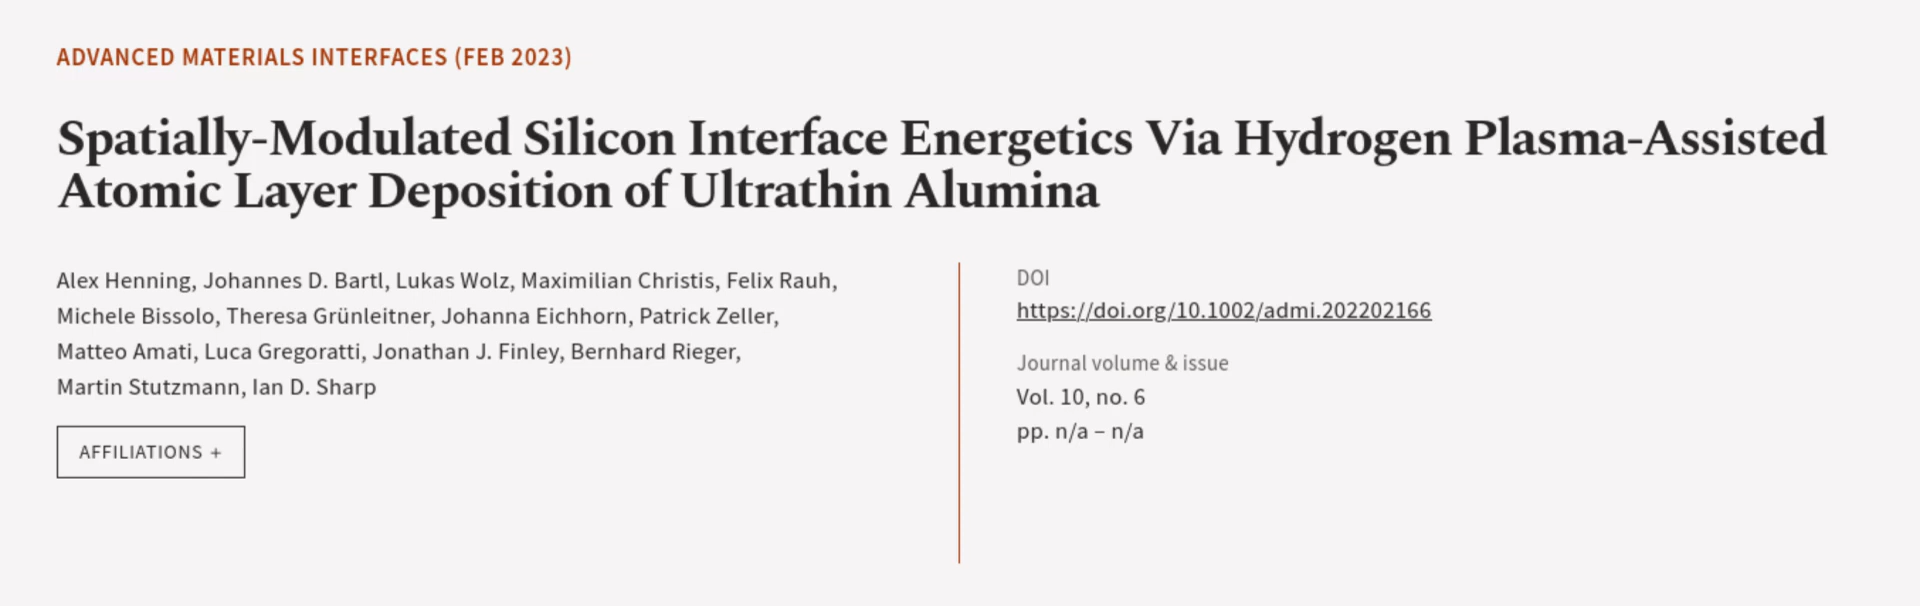 ADVANCED MATERIALS INTERFACES (FEB 2023)
Spatially-Modulated Silicon Interface Energetics Via Hydrogen Plasma-Assisted
Atomic Layer Deposition of Ultrathin Alumina
Alex Henning, Johannes D. Bartl, Lukas Wolz, Maximilian Christis, Felix Rauh,
Michele Bissolo, Theresa Grünleitner, Johanna Eichhorn, Patrick Zeller,
Matteo Amati, Luca Gregoratti, Jonathan J. Finley, Bernhard Rieger,
Martin Stutzmann, Ian D. Sharp
AFFILIATIONS +
DOI
https://doi.org/10.1002/admi.202202166
Journal volume & issue
Vol. 10, no. 6
pp. n/a – n/a